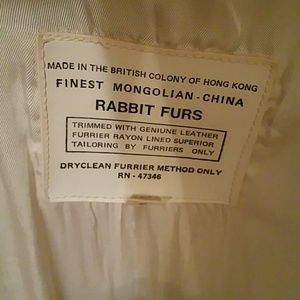 MADE IN THE BRITISH COLONY OF HONG KONG
FINEST MONGOLIAN - CHINA
RABBIT FURS
TRIMMED WITH GENIUNE LEATHER
FURRIER RAYON LINED SUPERIOR
TAILORING BY FURRIERS ONLY
DRYCLEAN FURRIER METHOD ONLY
RN - 47346